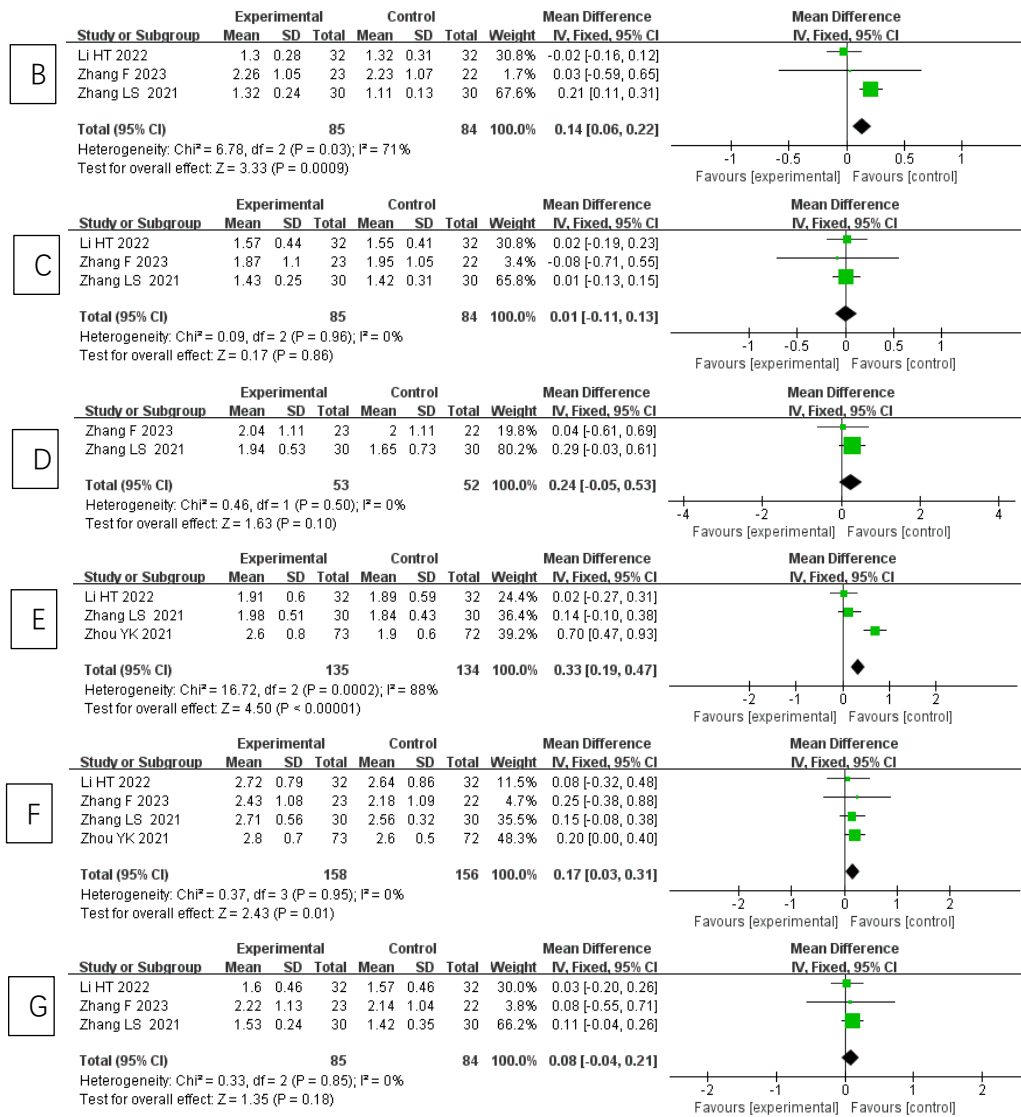 B
Experimental Control Mean Difference Mean Difference
Study or Subgroup Mean SD Total Mean SD Total Weight IV, Fixed, 95% CI IV, Fixed, 95% CI
Li HT 2022 1.3 0.28 32 1.32 0.31 32 30.8% -0.02 [-0.16, 0.12]
Zhang F 2023 2.26 1.05 23 2.23 1.07 22 1.7% 0.03 [-0.59, 0.65]
Zhang LS 2021 1.32 0.24 30 1.11 0.13 30 67.6% 0.21 [0.11, 0.31]
Total (95% CI) 85 84 100.0% 0.14 [0.06, 0.22]
Heterogeneity: Chi² = 6.78, df = 2 (P = 0.03); I² = 71%
Test for overall effect: Z = 3.33 (P = 0.0009)
-1 -0.5 0 0.5 1
Favours [experimental] Favours [control]
C
Experimental Control Mean Difference Mean Difference
Study or Subgroup Mean SD Total Mean SD Total Weight IV, Fixed, 95% CI IV, Fixed, 95% CI
Li HT 2022 1.57 0.44 32 1.55 0.41 32 30.8% 0.02 [-0.19, 0.23]
Zhang F 2023 1.87 1.1 23 1.95 1.05 22 3.4% -0.08 [-0.71, 0.55]
Zhang LS 2021 1.43 0.25 30 1.42 0.31 30 65.8% 0.01 [-0.13, 0.15]
Total (95% CI) 85 84 100.0% 0.01 [-0.11, 0.13]
Heterogeneity: Chi² = 0.09, df = 2 (P = 0.96); I² = 0%
Test for overall effect: Z = 0.17 (P = 0.86)
-1 -0.5 0 0.5 1
Favours [experimental] Favours [control]
D
Experimental Control Mean Difference Mean Difference
Study or Subgroup Mean SD Total Mean SD Total Weight IV, Fixed, 95% CI IV, Fixed, 95% CI
Zhang F 2023 2.04 1.11 23 2 1.11 22 19.8% 0.04 [-0.61, 0.69]
Zhang LS 2021 1.94 0.53 30 1.65 0.73 30 80.2% 0.29 [-0.03, 0.61]
Total (95% CI) 53 52 100.0% 0.24 [-0.05, 0.53]
Heterogeneity: Chi² = 0.46, df = 1 (P = 0.50); I² = 0%
Test for overall effect: Z = 1.63 (P = 0.10)
-4 -2 0 2 4
Favours [experimental] Favours [control]
E
Experimental Control Mean Difference Mean Difference
Study or Subgroup Mean SD Total Mean SD Total Weight IV, Fixed, 95% CI IV, Fixed, 95% CI
Li HT 2022 1.91 0.6 32 1.89 0.59 32 24.4% 0.02 [-0.27, 0.31]
Zhang LS 2021 1.98 0.51 30 1.84 0.43 30 36.4% 0.14 [-0.10, 0.38]
Zhou YK 2021 2.6 0.8 73 1.9 0.6 72 39.2% 0.70 [0.47, 0.93]
Total (95% CI) 135 134 100.0% 0.33 [0.19, 0.47]
Heterogeneity: Chi² = 16.72, df = 2 (P = 0.0002); I² = 88%
Test for overall effect: Z = 4.50 (P < 0.00001)
-2 -1 0 1 2
Favours [experimental] Favours [control]
F
Experimental Control Mean Difference Mean Difference
Study or Subgroup Mean SD Total Mean SD Total Weight IV, Fixed, 95% CI IV, Fixed, 95% CI
Li HT 2022 2.72 0.79 32 2.64 0.86 32 11.5% 0.08 [-0.32, 0.48]
Zhang F 2023 2.43 1.08 23 2.18 1.09 22 4.7% 0.25 [-0.38, 0.88]
Zhang LS 2021 2.71 0.56 30 2.56 0.32 30 35.5% 0.15 [-0.08, 0.38]
Zhou YK 2021 2.8 0.7 73 2.6 0.5 72 48.3% 0.20 [0.00, 0.40]
Total (95% CI) 158 156 100.0% 0.17 [0.03, 0.31]
Heterogeneity: Chi² = 0.37, df = 3 (P = 0.95); I² = 0%
Test for overall effect: Z = 2.43 (P = 0.01)
-2 -1 0 1 2
Favours [experimental] Favours [control]
G
Experimental Control Mean Difference Mean Difference
Study or Subgroup Mean SD Total Mean SD Total Weight IV, Fixed, 95% CI IV, Fixed, 95% CI
Li HT 2022 1.6 0.46 32 1.57 0.46 32 30.0% 0.03 [-0.20, 0.26]
Zhang F 2023 2.22 1.13 23 2.14 1.04 22 3.8% 0.08 [-0.55, 0.71]
Zhang LS 2021 1.53 0.24 30 1.42 0.35 30 66.2% 0.11 [-0.04, 0.26]
Total (95% CI) 85 84 100.0% 0.08 [-0.04, 0.21]
Heterogeneity: Chi² = 0.33, df = 2 (P = 0.85); I² = 0%
Test for overall effect: Z = 1.35 (P = 0.18)
-2 -1 0 1 2
Favours [experimental] Favours [control]